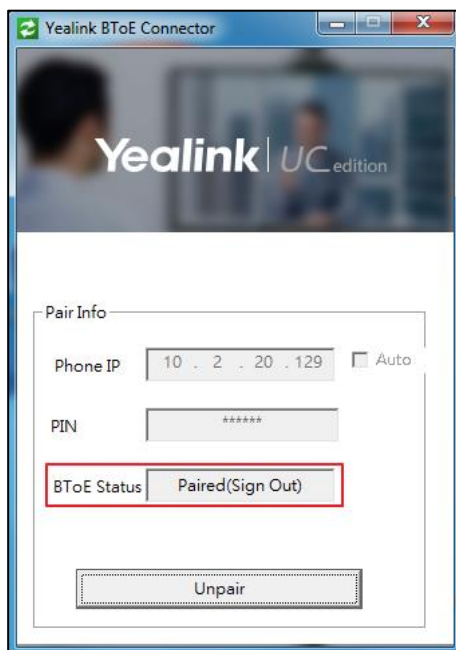 Yealink BToE Connector
Yealink | UC edition
Pair Info
Phone IP 10 . 2 . 20 . 129 Auto
PIN ******
BToE Status Paired(Sign Out)
Unpair